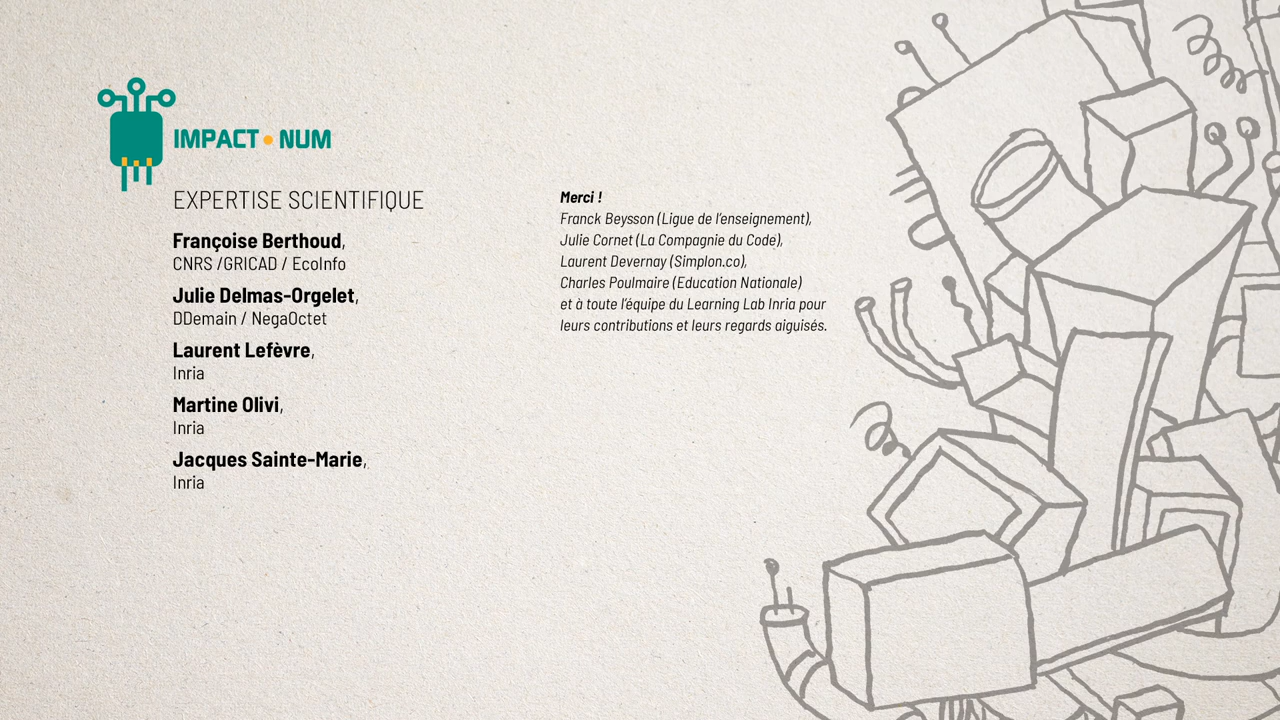 IMPACT • NUM
EXPERTISE SCIENTIFIQUE
Françoise Berthoud,
CNRS /GRICAD / EcoInfo
Julie Delmas-Orgelet,
DDemain / NegaOctet
Laurent Lefèvre,
Inria
Martine Olivi,
Inria
Jacques Sainte-Marie,
Inria
Merci !
Franck Beysson (Ligue de l'enseignement),
Julie Cornet (La Compagnie du Code),
Laurent Devernay (Simplon.co),
Charles Poulmaire (Education Nationale)
et à toute l'équipe du Learning Lab Inria pour
leurs contributions et leurs regards aiguisés.